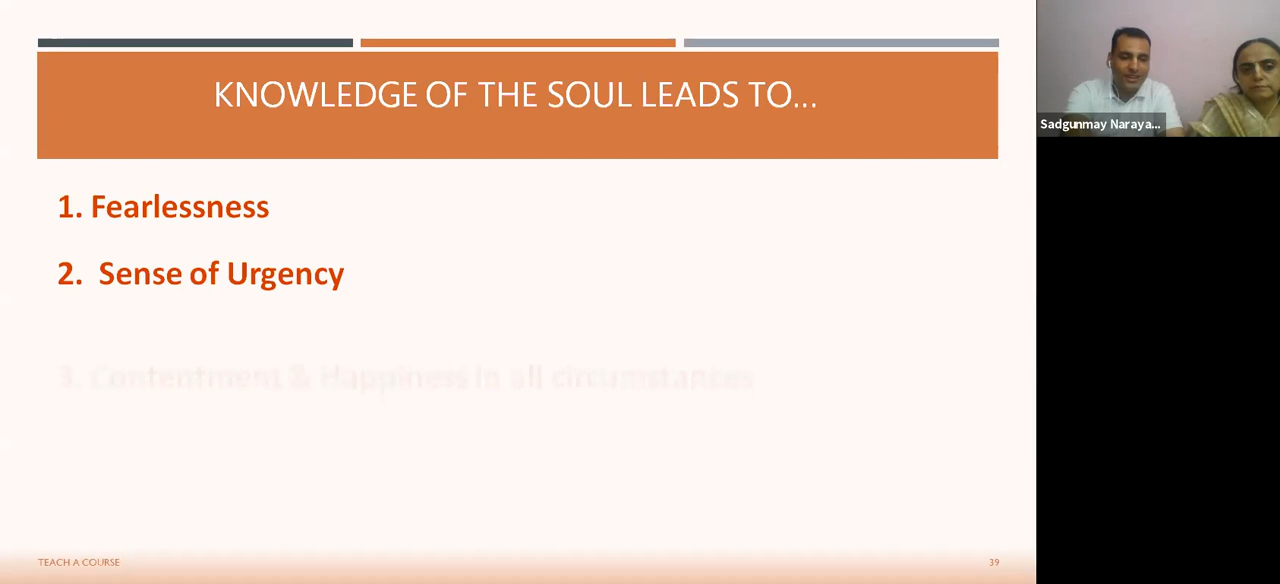 KNOWLEDGE OF THE SOUL LEADS TO...
1. Fearlessness
2. Sense of Urgency
3. Contentment & Happiness in all circumstances
TEACH A COURSE
39
Sadgunmay Naraya...